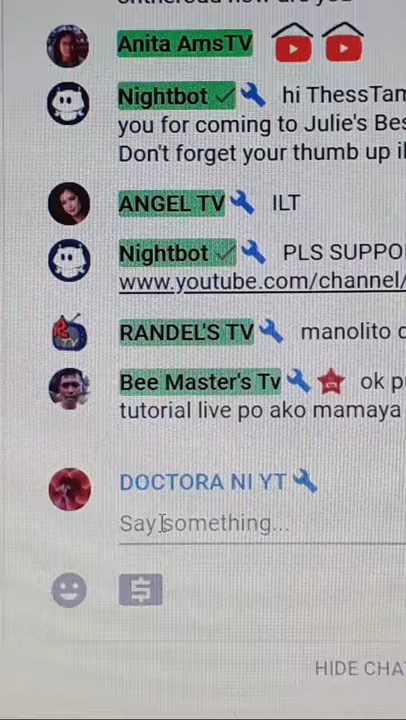 Anita AmsTV
Nightbot hi ThessTam
you for coming to Julie's Bes
Don't forget your thumb up
ANGEL TV ILT
Nightbot PLS SUPPO
www.youtube.com/channel/
RANDEL'S TV manolito
Bee Master's Tv ok
tutorial live po ako mamaya
DOCTORA NI YT
Say something...
HIDE CHA